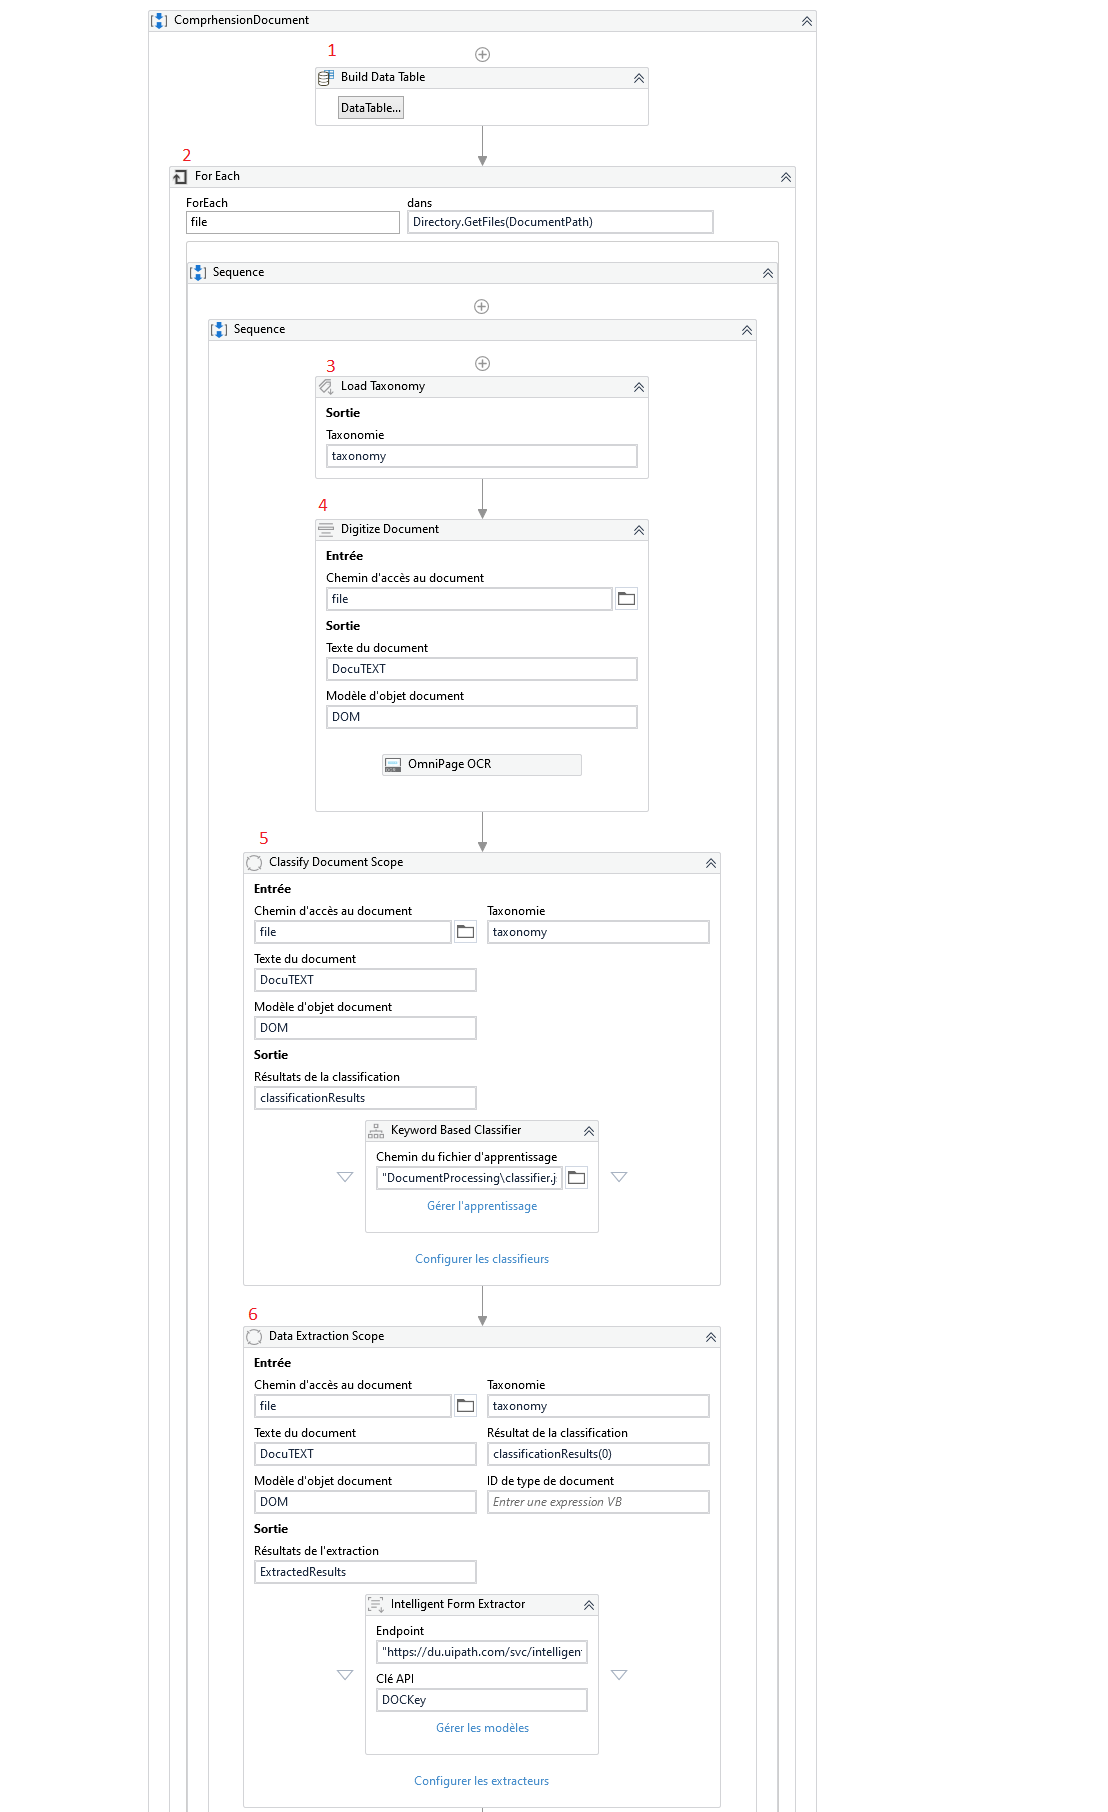 ComprhensionDocument
1
Build Data Table
DataTable...
2
For Each
ForEach dans
file Directory.GetFiles(DocumentPath)
Sequence
Sequence
3
Load Taxonomy
Sortie
Taxonomie
taxonomy
4
Digitize Document
Entrée
Chemin d'accès au document
file
Sortie
Texte du document
DocuTEXT
Modèle d'objet document
DOM
OmniPage OCR
5
Classify Document Scope
Entrée
Chemin d'accès au document Taxonomie
file taxonomy
Texte du document
DocuTEXT
Modèle d'objet document
DOM
Sortie
Résultats de la classification
classificationResults
Keyword Based Classifier
Chemin du fichier d'apprentissage
"DocumentProcessing\classifier.j
Gérer l'apprentissage
Configurer les classifieurs
6
Data Extraction Scope
Entrée
Chemin d'accès au document Taxonomie
file taxonomy
Texte du document Résultat de la classification
DocuTEXT classificationResults(0)
Modèle d'objet document ID de type de document
DOM Entrer une expression VB
Sortie
Résultats de l'extraction
ExtractedResults
Intelligent Form Extractor
Endpoint
"https://du.uipath.com/svc/intelligen
Clé API
DOCKey
Gérer les modèles
Configurer les extracteurs